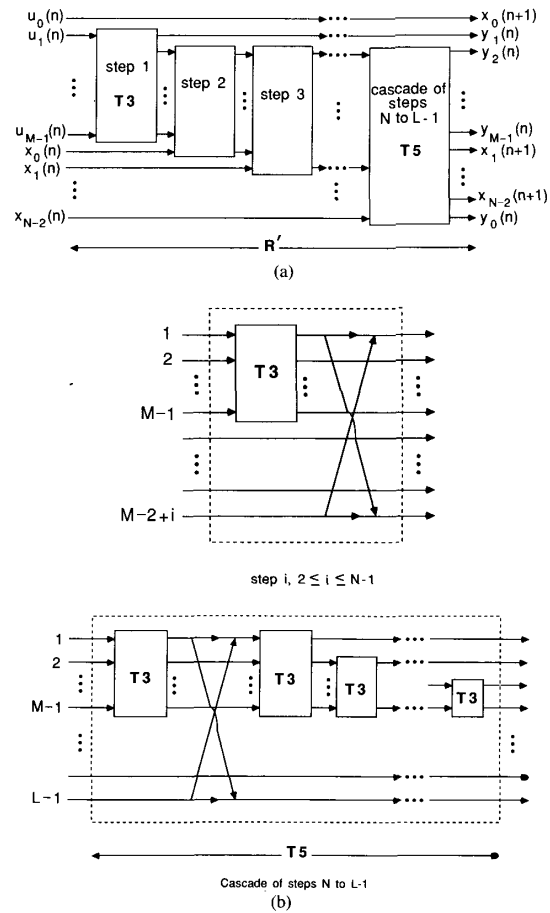 u0(n) x0(n+1)
u1(n) y1(n)
y2(n)
step 1
T3
step 2
step 3
cascade of
steps
N to L-1
T5
uM-1(n) yM-1(n)
x0(n) x1(n+1)
x1(n)
xN-2(n+1)
xN-2(n) y0(n)
R′
(a)
1
2
T3
M-1
M-2+i
step i, 2 ≤ i ≤ N-1
1
2
T3 T3 T3 T3
M-1
L-1
T5
Cascade of steps N to L-1
(b)